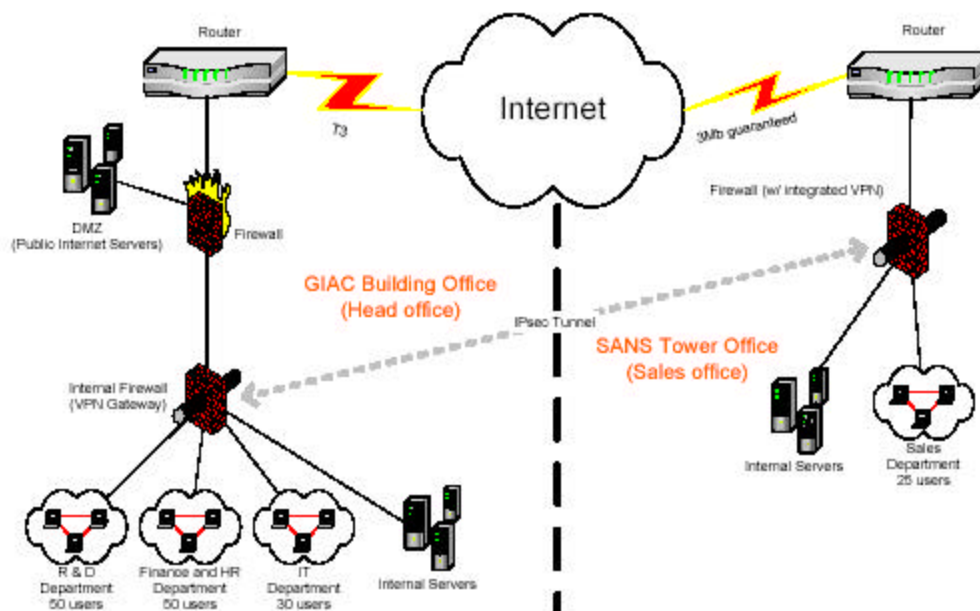 Router
Router
Internet
T3
3Mb guaranteed
DMZ
(Public Internet Servers)
Firewall
Firewall (w/ integrated VPN)
GIAC Building Office
(Head office)
IPsec Tunnel
SANS Tower Office
(Sales office)
Internal Firewall
(VPN Gateway)
Internal Servers
Sales
Department
25 users
R & D
Department
50 users
Finance and HR
Department
50 users
IT
Department
30 users
Internal Servers